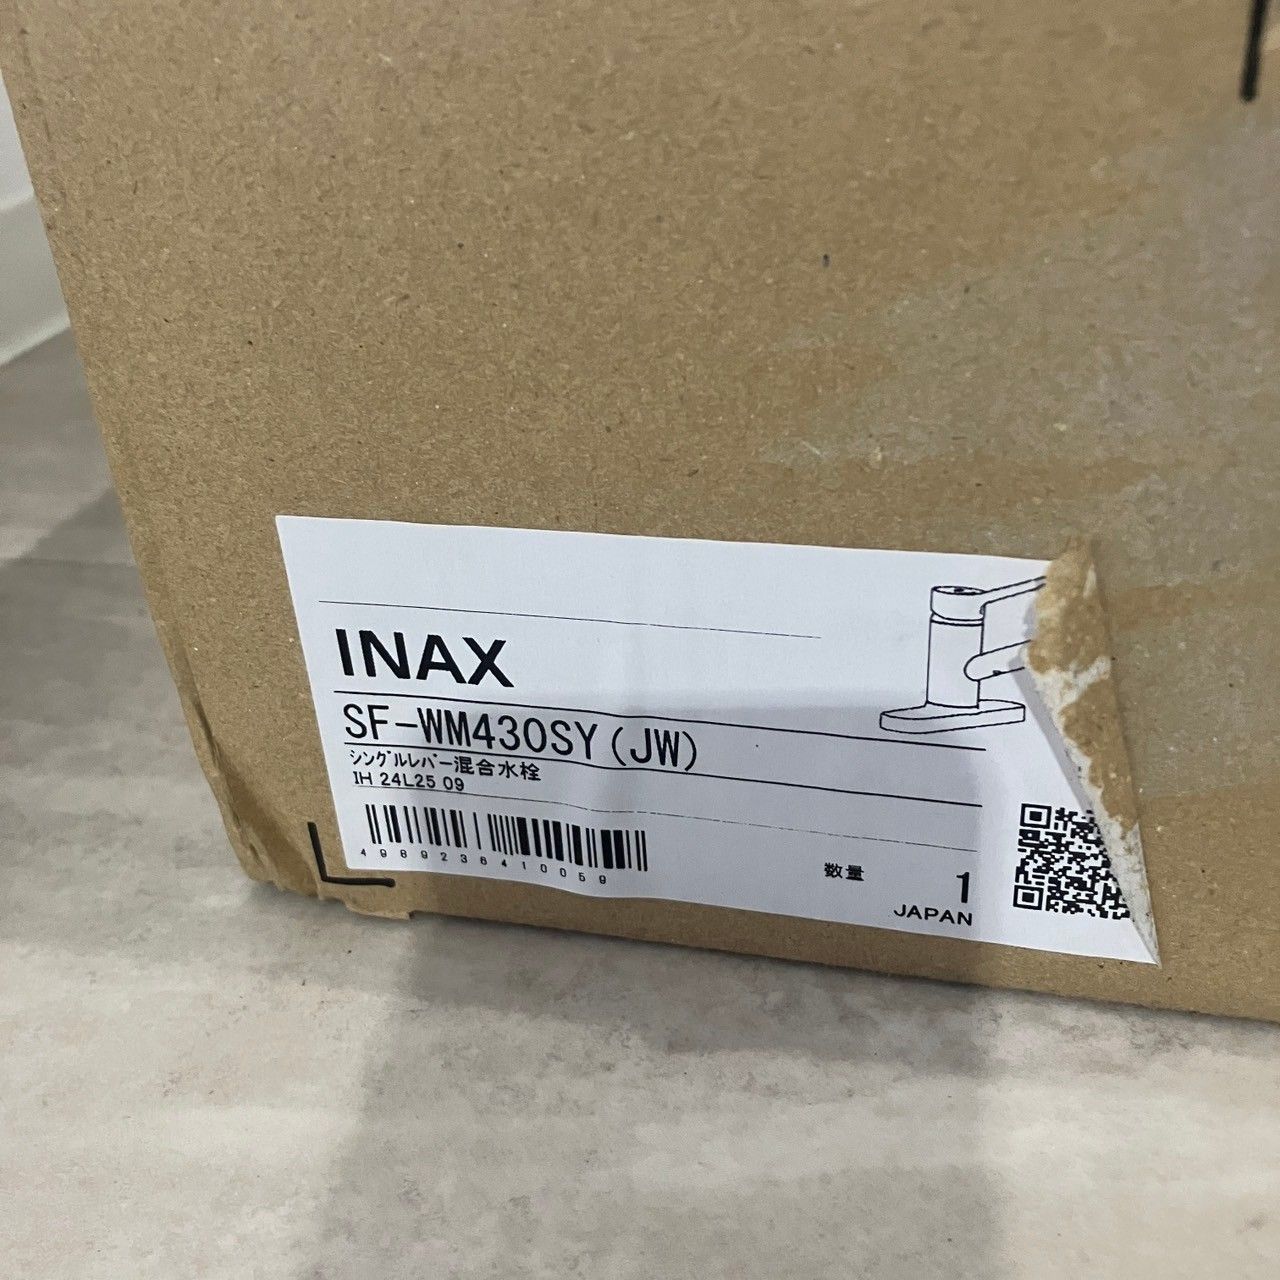 INAX
SF-WM430SY(JW)
シングルレバー混合水栓
IH 24L25 09
4989236410059
数量 1
JAPAN